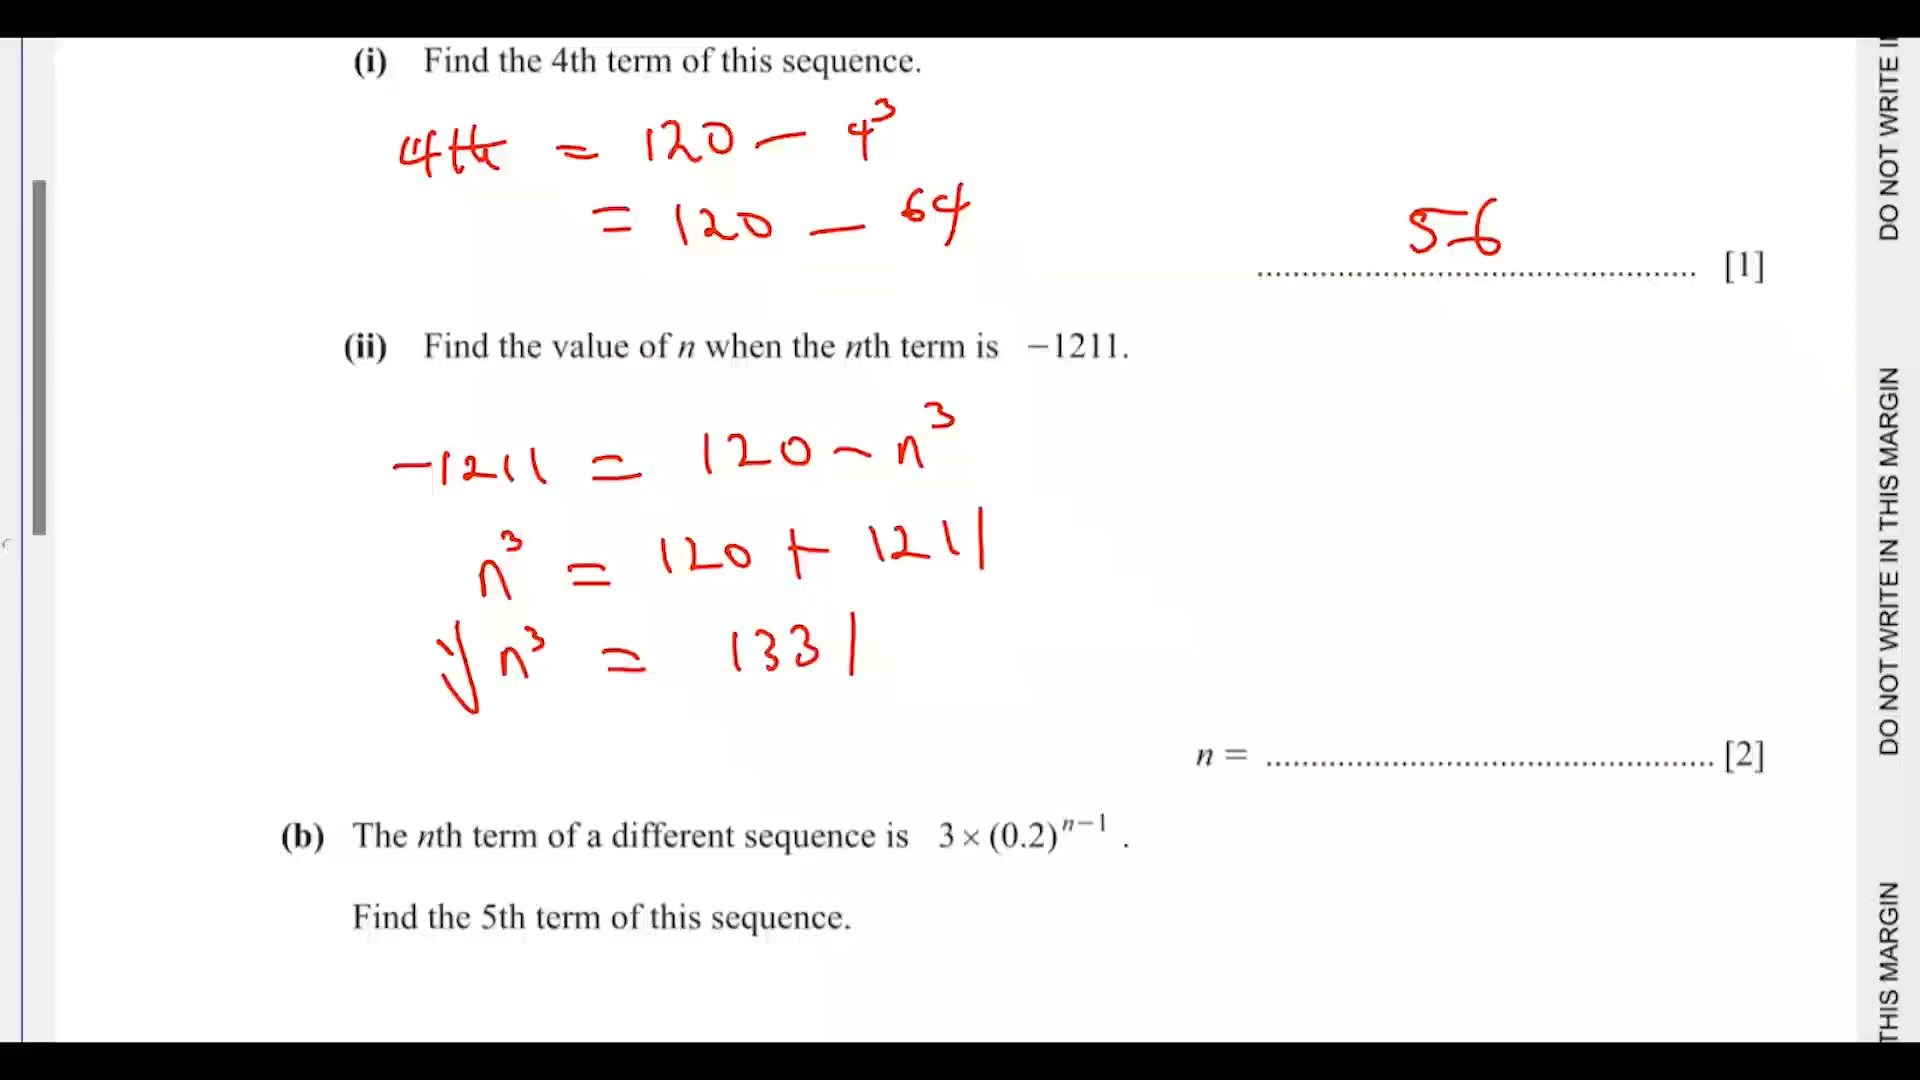 (i) Find the 4th term of this sequence.
4th = 120 - 4³
= 120 - 64
56
[1]
(ii) Find the value of n when the nth term is −1211.
-1211 = 120 - n³
n³ = 120 + 1211
∛n³ = 1331
n = [2]
(b) The nth term of a different sequence is 3 × (0.2)ⁿ⁻¹.
Find the 5th term of this sequence.
DO NOT WRITE IN
DO NOT WRITE IN THIS MARGIN
THIS MARGIN